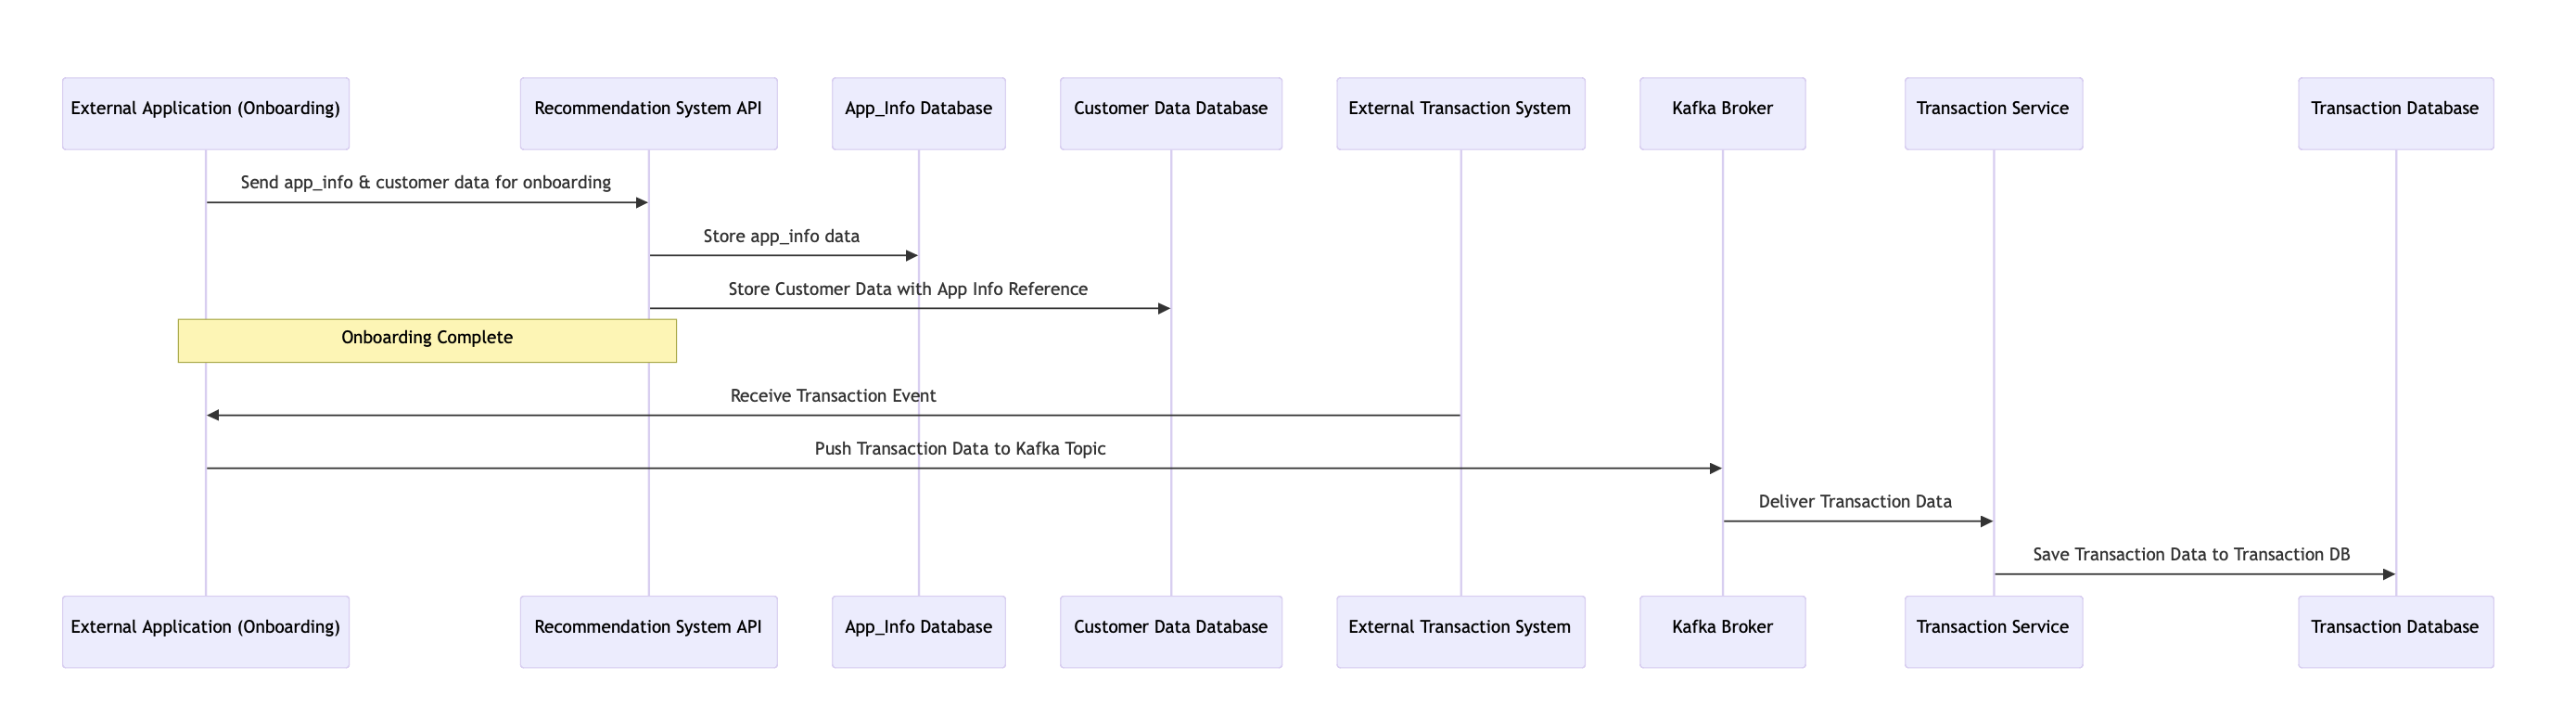 External Application (Onboarding)
Recommendation System API
App_Info Database
Customer Data Database
External Transaction System
Kafka Broker
Transaction Service
Transaction Database
Send app_info & customer data for onboarding
Store app_info data
Store Customer Data with App Info Reference
Onboarding Complete
Receive Transaction Event
Push Transaction Data to Kafka Topic
Deliver Transaction Data
Save Transaction Data to Transaction DB
External Application (Onboarding)
Recommendation System API
App_Info Database
Customer Data Database
External Transaction System
Kafka Broker
Transaction Service
Transaction Database